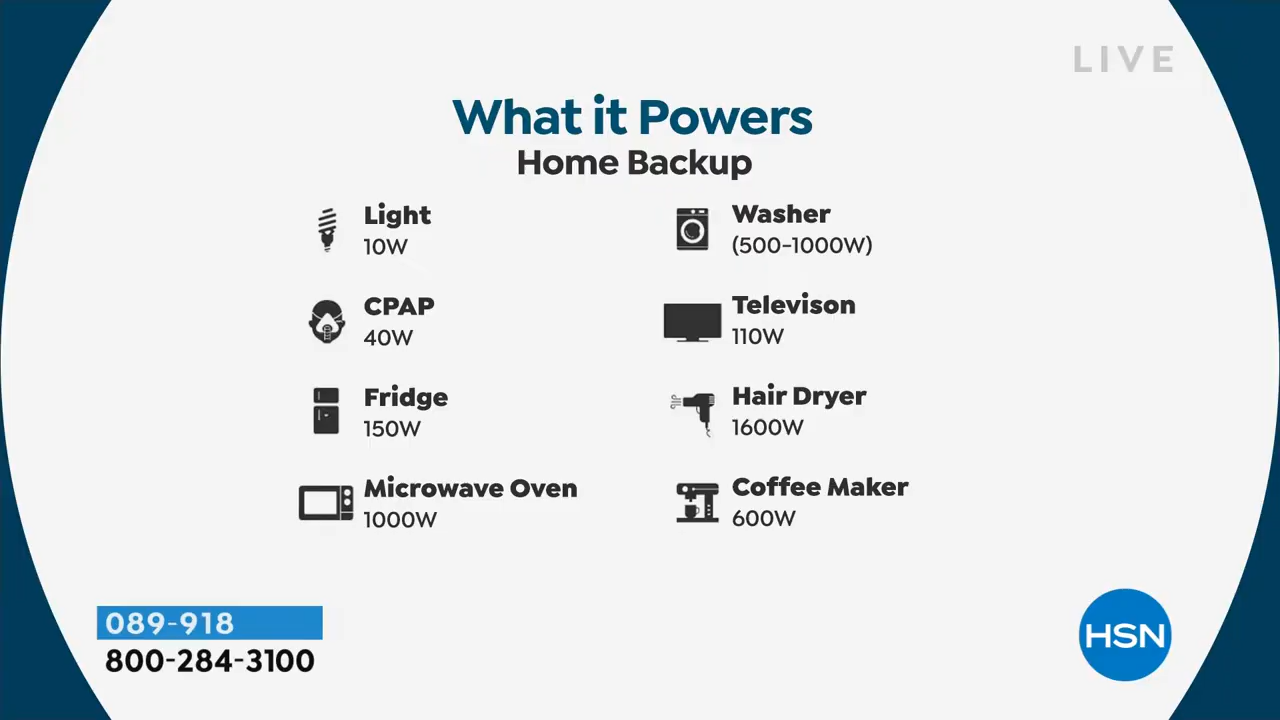 LIVE
What it Powers
Home Backup
Light
10W
CPAP
40W
Fridge
150W
Microwave Oven
1000W
Washer
(500-1000W)
Televison
110W
Hair Dryer
1600W
Coffee Maker
600W
089-918
800-284-3100
HSN